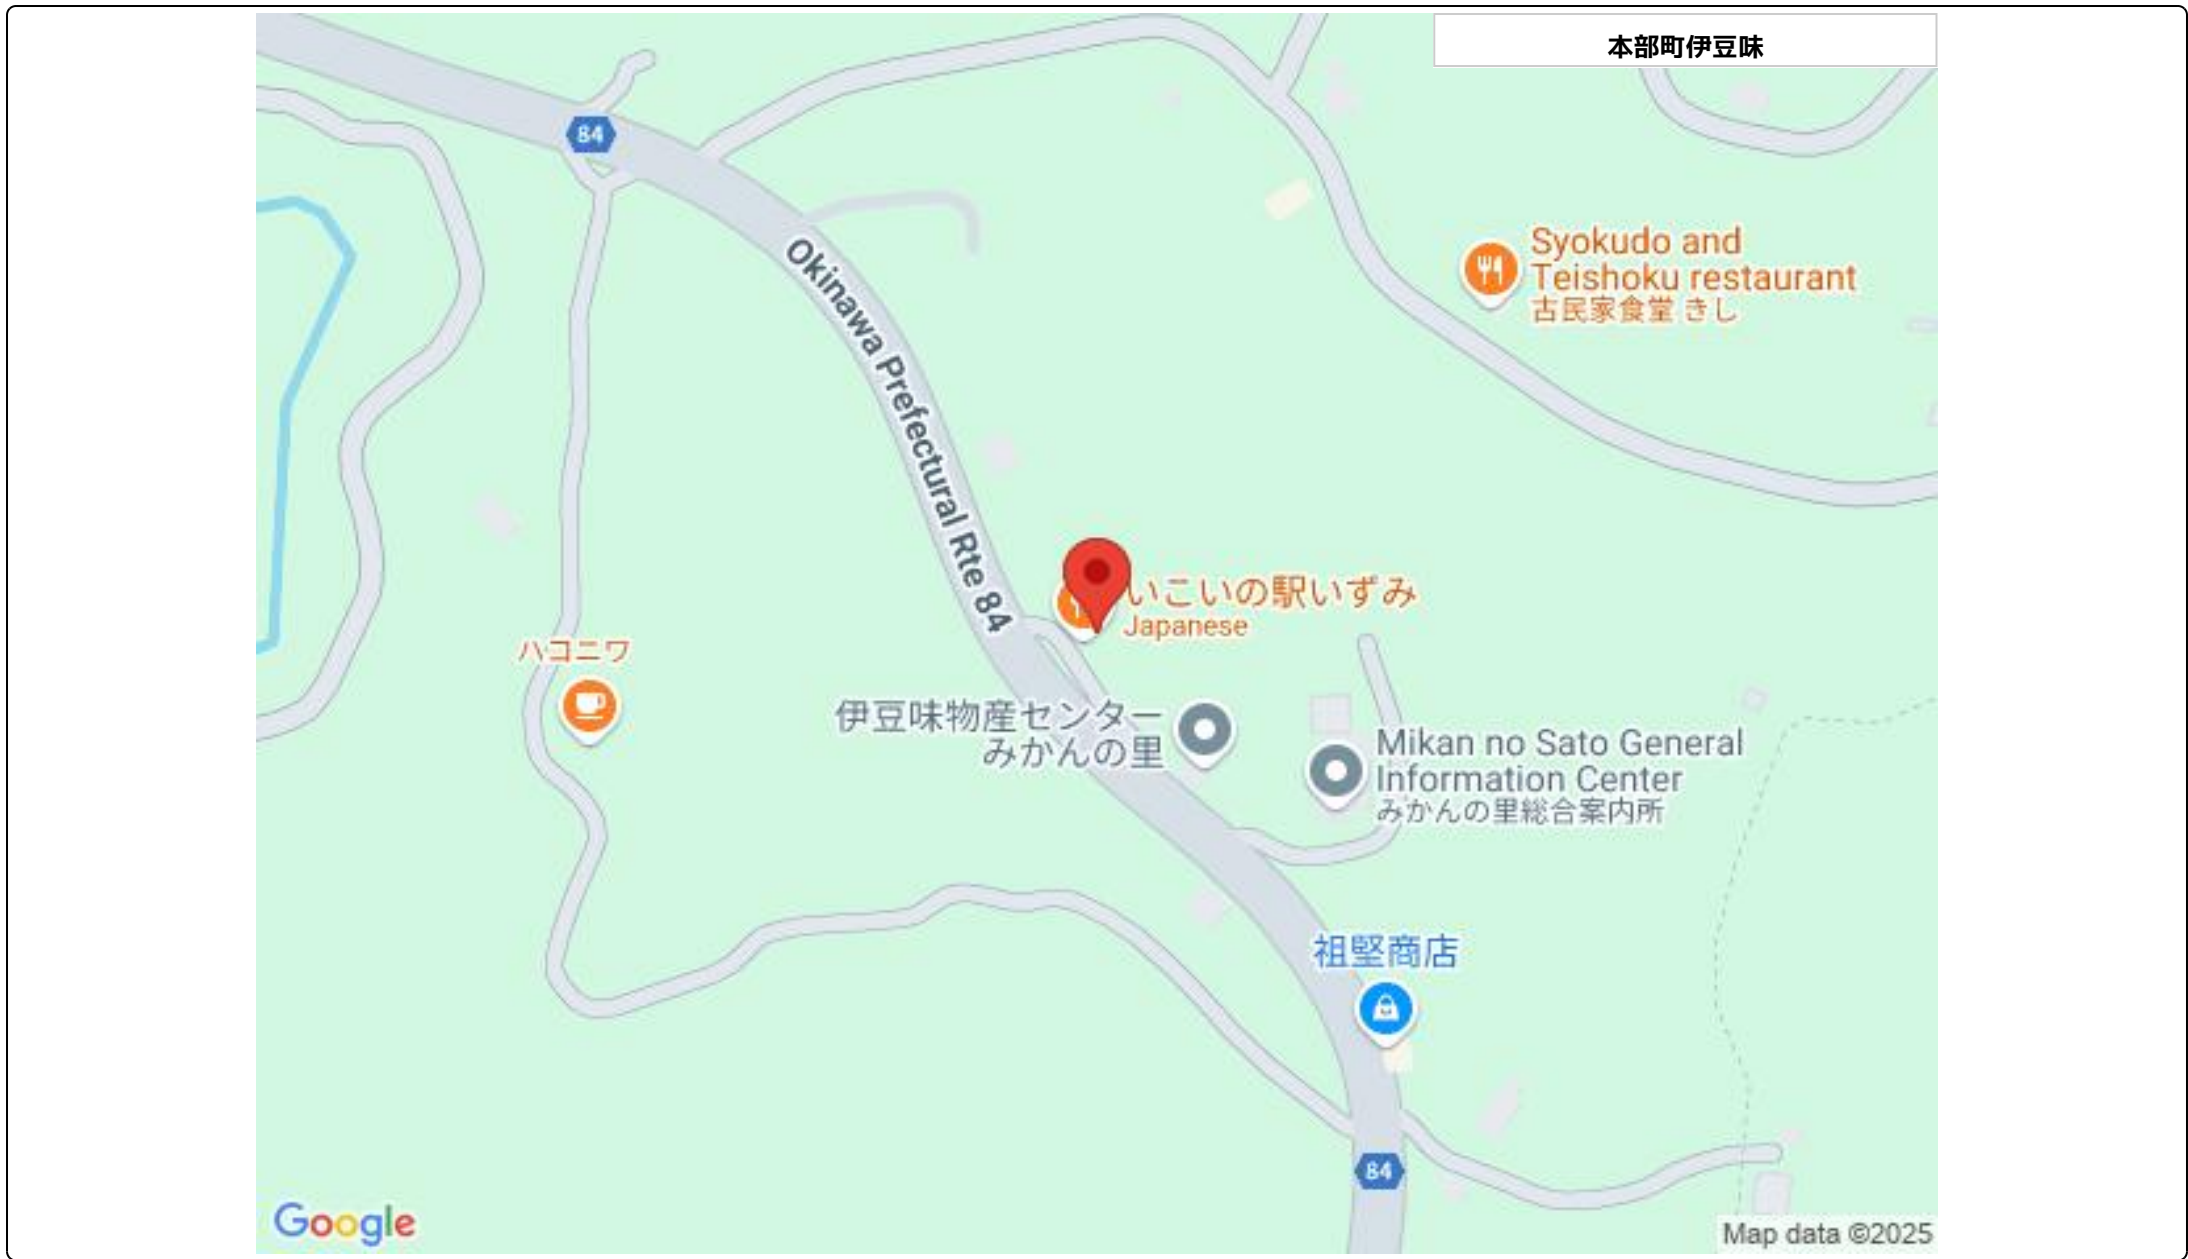 本部町伊豆味
84
Okinawa Prefectural Rte 84
Syokudo and
Teishoku restaurant
古民家食堂 きし
いこいの駅いずみ
Japanese
ハコニワ
伊豆味物産センター
みかんの里
Mikan no Sato General
Information Center
みかんの里総合案内所
祖堅商店
84
Google
Map data ©2025